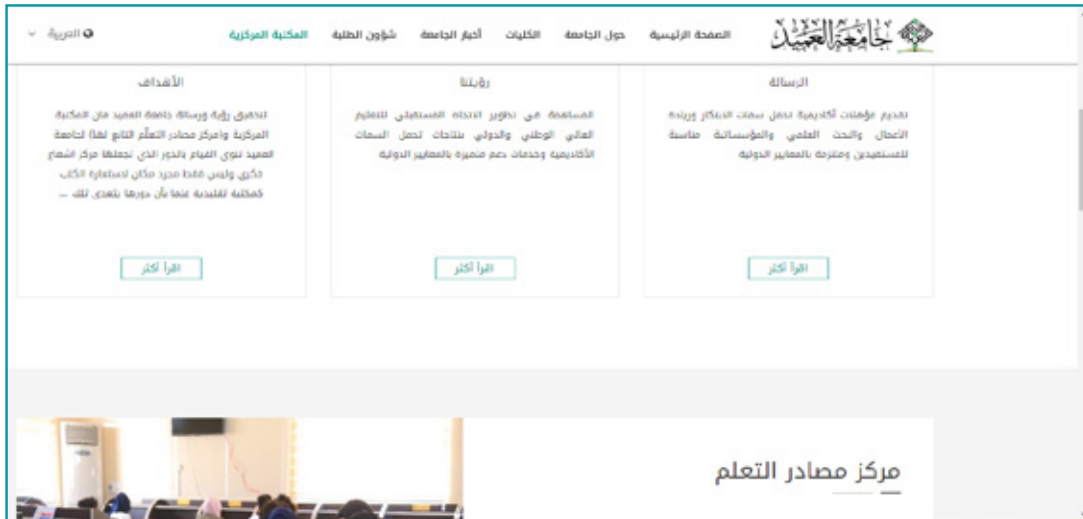 جامعة العميد
الصفحة الرئيسية
حول الجامعة
الكليات
أخبار الجامعة
شؤون الطلبة
المكتبة المركزية
العربية
الرسالة
تقديم مؤهلات أكاديمية تحمل سمات الابتكار وريادة
الأعمال والبحث العلمي والمؤسساتية مناسبة
للمستفيدين وملتزمة بالمعايير الدولية
اقرأ أكثر
رؤيتنا
المساهمة في تطوير الاتجاه المستقبلي للتعليم
العالي الوطني والدولي بنتاجات تحمل السمات
الأكاديمية وخدمات دعم متميزة بالمعايير الدولية
اقرأ أكثر
الأهداف
لتحقيق رؤية ورسالة جامعة العميد فان المكتبة
المركزية وامركز مصادر التعلّم التابع لها) لجامعة
العميد تنوي القيام بالدور الذي تجعلها مركز اشعاع
فكري وليس فقط مجرد مكان لاستعارة الكتب
كمكتبة تقليدية علما بأن دورها يتعدى تلك ...
اقرأ أكثر
مركز مصادر التعلم